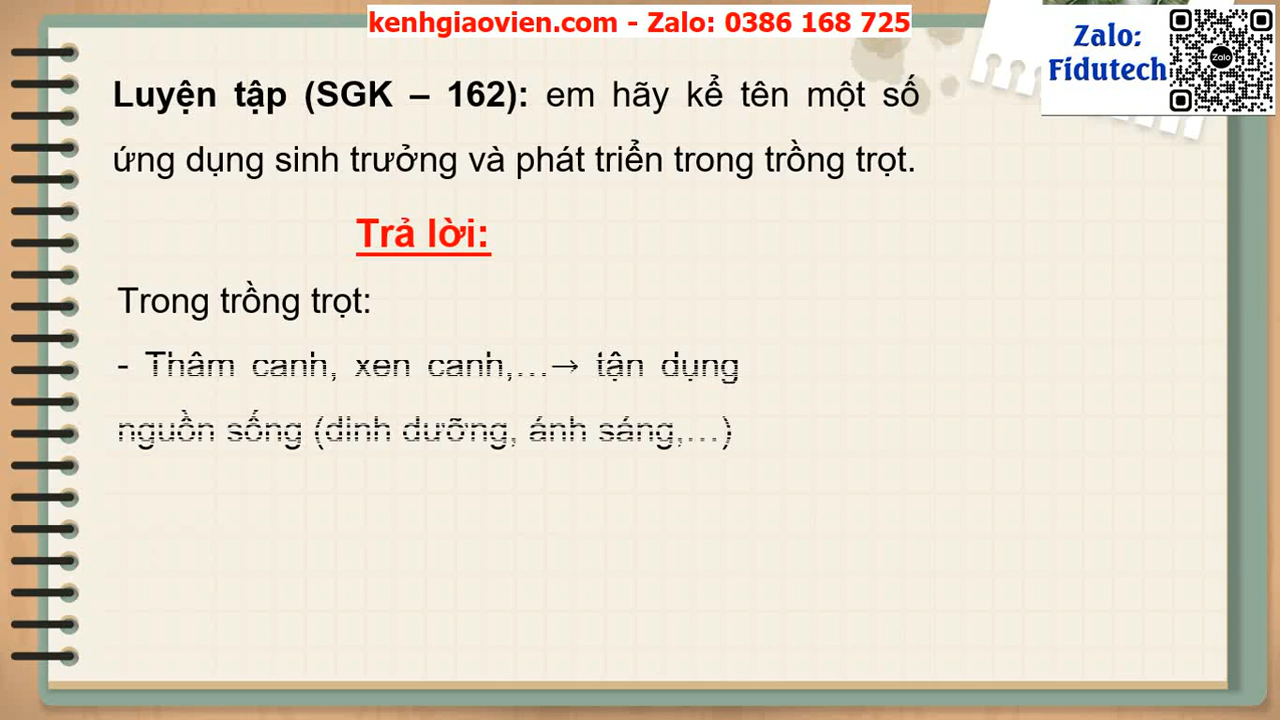 kenhgiaovien.com - Zalo: 0386 168 725
Zalo:
Fidutech
Zalo
Luyện tập (SGK – 162): em hãy kể tên một số
ứng dụng sinh trưởng và phát triển trong trồng trọt.
Trả lời:
Trong trồng trọt:
- Thâm canh, xen canh,…→ tận dụng
nguồn sống (dinh dưỡng, ánh sáng,…)